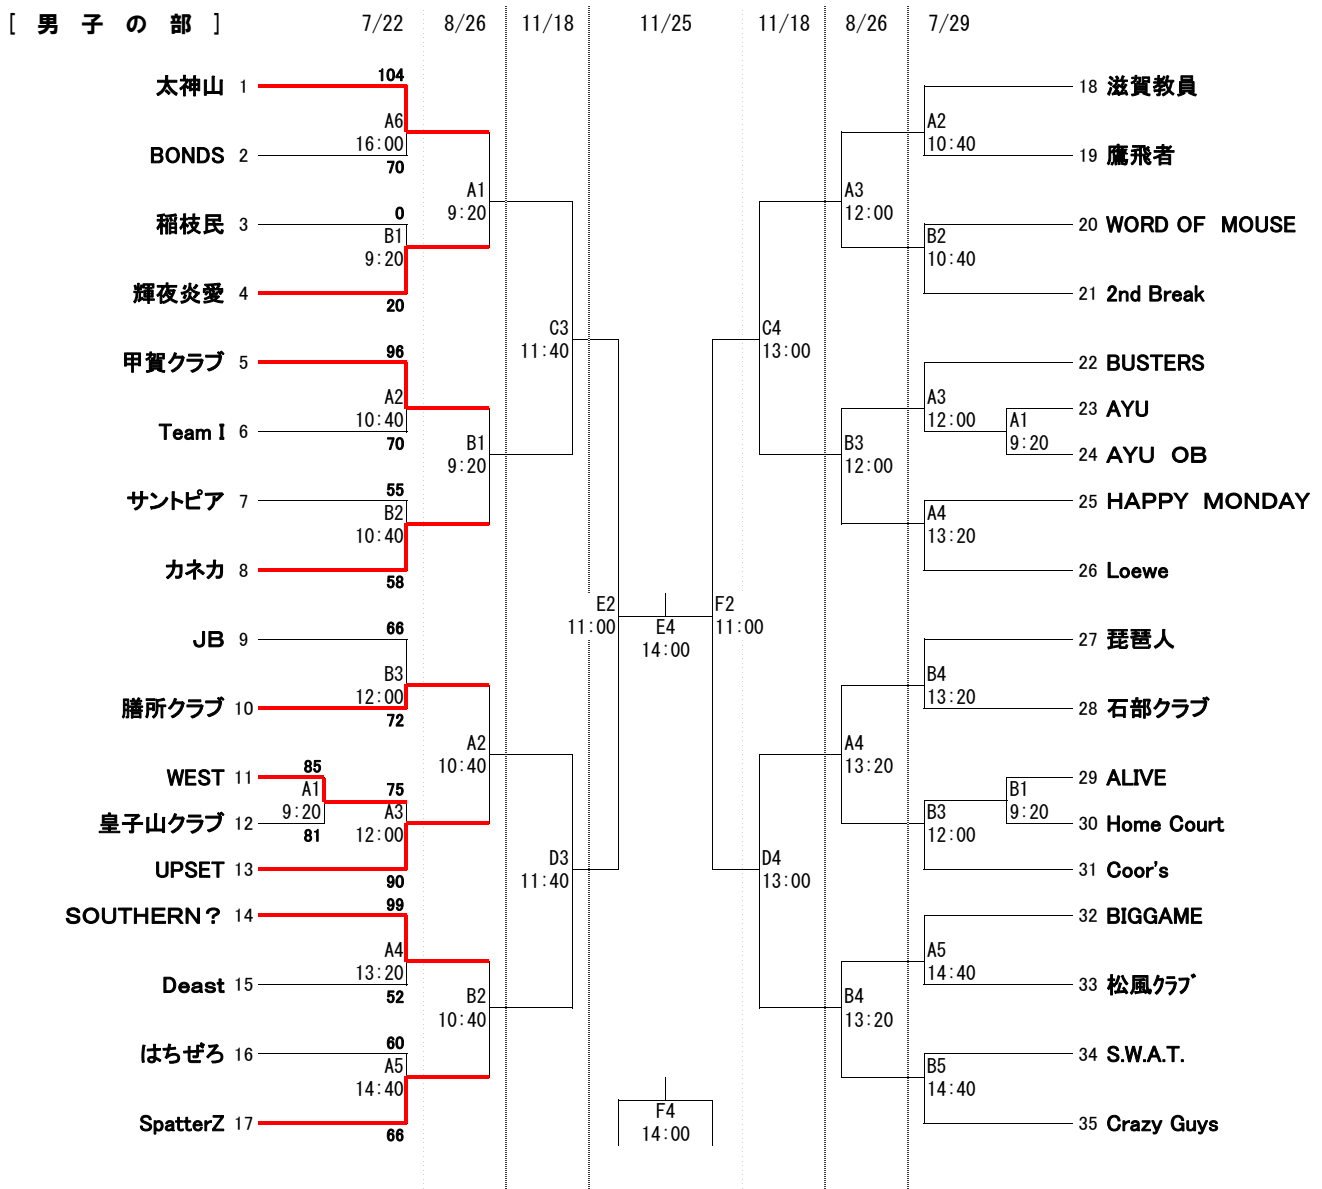 [ 男 子 の 部 ] 7/22 8/26 11/18 11/25 11/18 8/26 7/29
104
太神山 1
A6
16:00
BONDS 2
70
稲枝民 3
0
B1
9:20
輝夜炎愛 4
20
A1
9:20
甲賀クラブ 5
96
A2
10:40
Team I 6
70
サントピア 7
55
B2
10:40
カネカ 8
58
B1
9:20
C3
11:40
JB 9
66
B3
12:00
膳所クラブ 10
72
WEST 11
85
A1
9:20
皇子山クラブ 12
81
75
A3
12:00
UPSET 13
90
A2
10:40
SOUTHERN? 14
99
A4
13:20
Deast 15
52
はちぜろ 16
60
A5
14:40
SpatterZ 17
66
B2
10:40
D3
11:40
E2
11:00
E4
14:00
F2
11:00
F4
14:00
18 滋賀教員
A2
10:40
19 鷹飛者
20 WORD OF MOUSE
B2
10:40
21 2nd Break
A3
12:00
22 BUSTERS
A3
12:00
23 AYU
A1
9:20
24 AYU OB
25 HAPPY MONDAY
A4
13:20
26 Loewe
B3
12:00
C4
13:00
27 琵琶人
B4
13:20
28 石部クラブ
29 ALIVE
B1
9:20
30 Home Court
B3
12:00
31 Coor's
A4
13:20
32 BIGGAME
A5
14:40
33 松風ｸﾗﾌﾞ
34 S.W.A.T.
B5
14:40
35 Crazy Guys
B4
13:20
D4
13:00